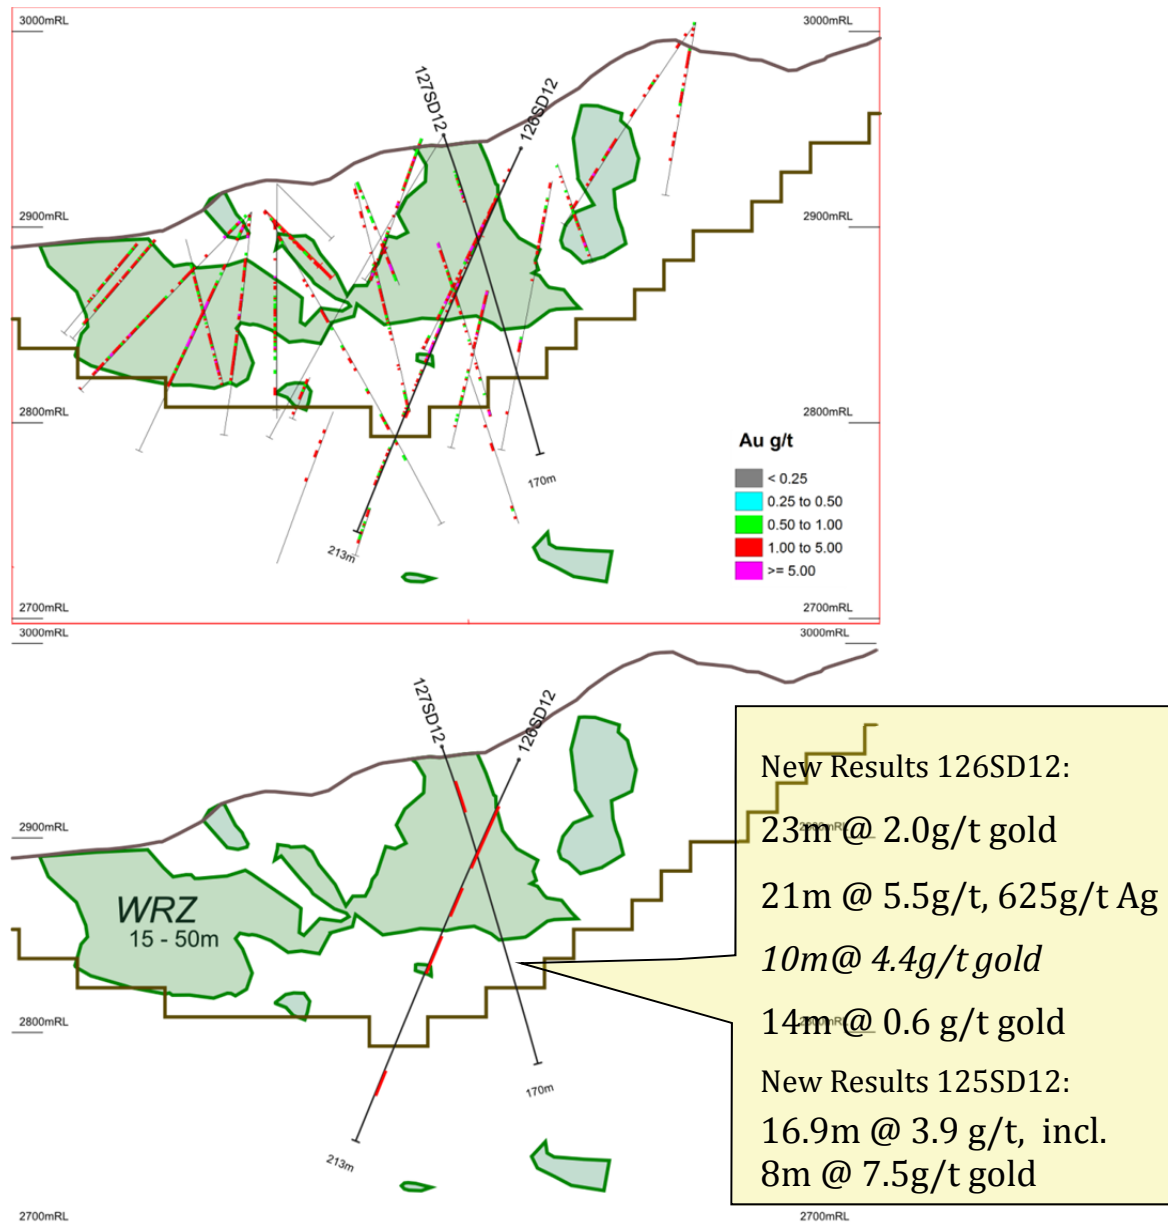 3000mRL
3000mRL
127SD12
126SD12
2900mRL
2900mRL
2800mRL
2800mRL
Au g/t
< 0.25
0.25 to 0.50
0.50 to 1.00
1.00 to 5.00
>= 5.00
170m
213m
2700mRL
2700mRL
3000mRL
3000mRL
127SD12
126SD12
2900mRL
WRZ
15 - 50m
2800mRL
170m
213m
2700mRL
2700mRL
New Results 126SD12:
23m @ 2.0g/t gold
21m @ 5.5g/t, 625g/t Ag
10m@ 4.4g/t gold
14m @ 0.6 g/t gold
New Results 125SD12:
16.9m @ 3.9 g/t, incl.
8m @ 7.5g/t gold